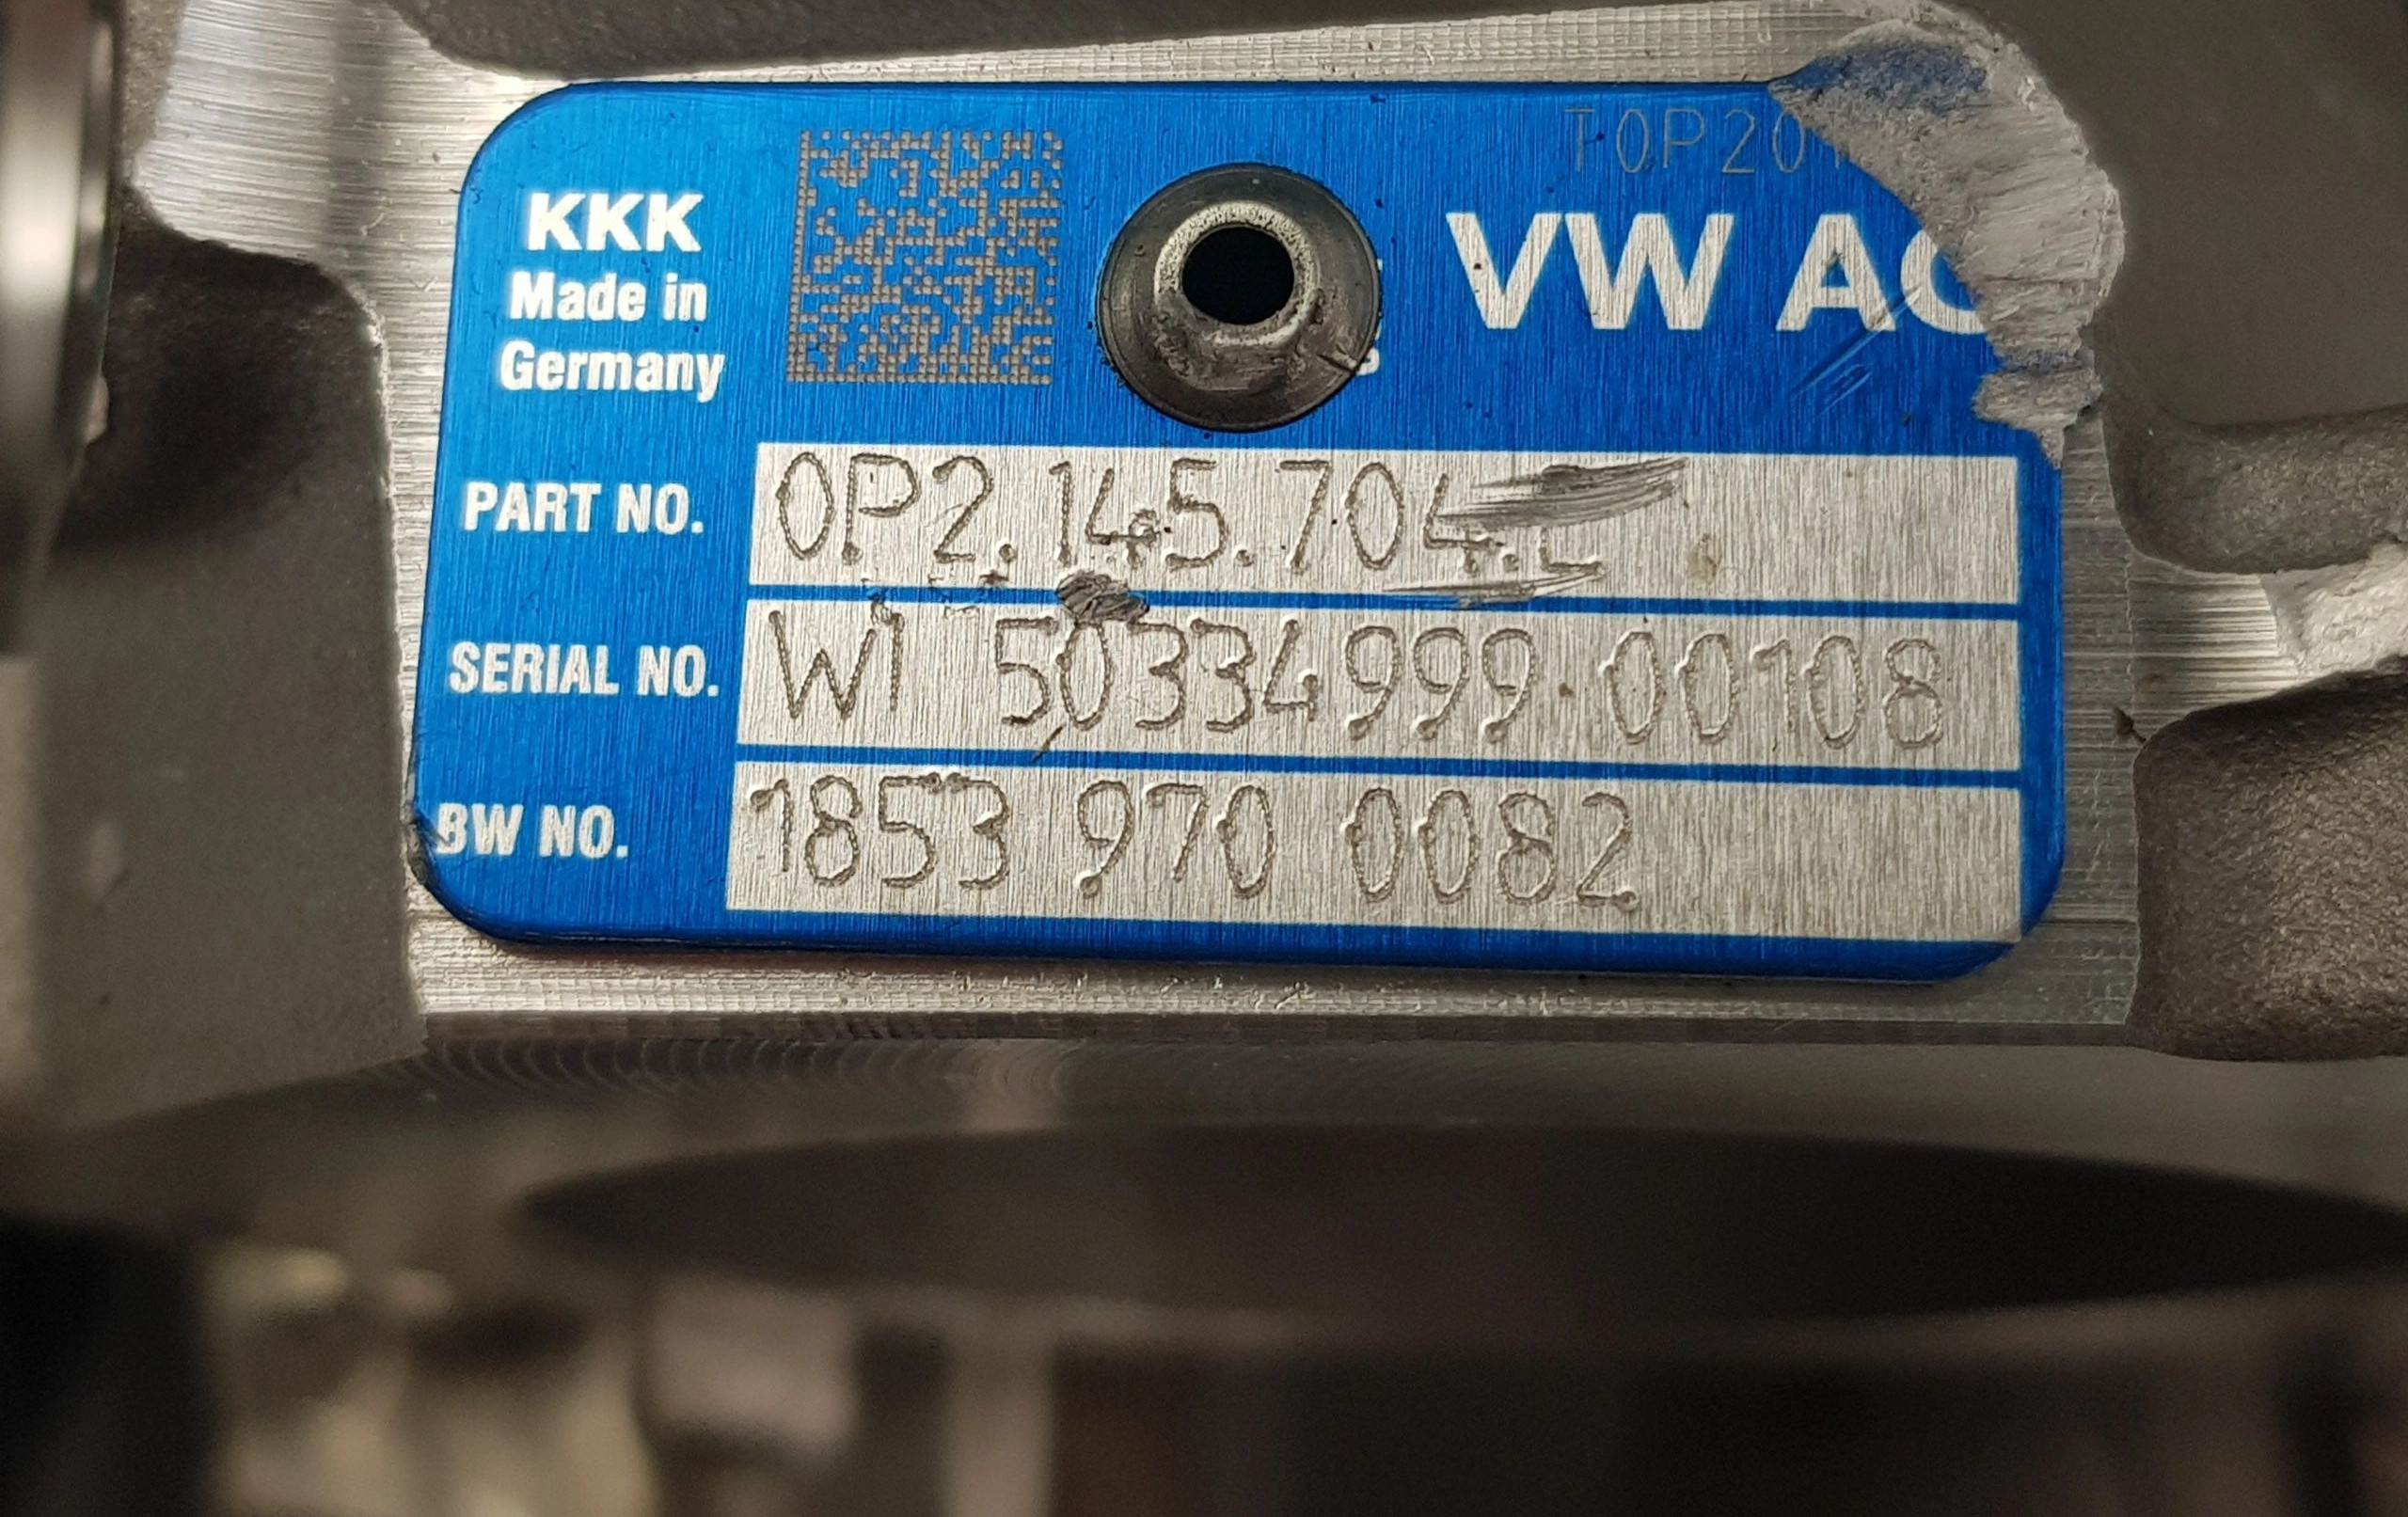 T0P20
KKK
Made in
Germany
VW AG
PART NO. 0P2.145.704.
SERIAL NO. WI 50334999.00108
BW NO. 1853 970 0082